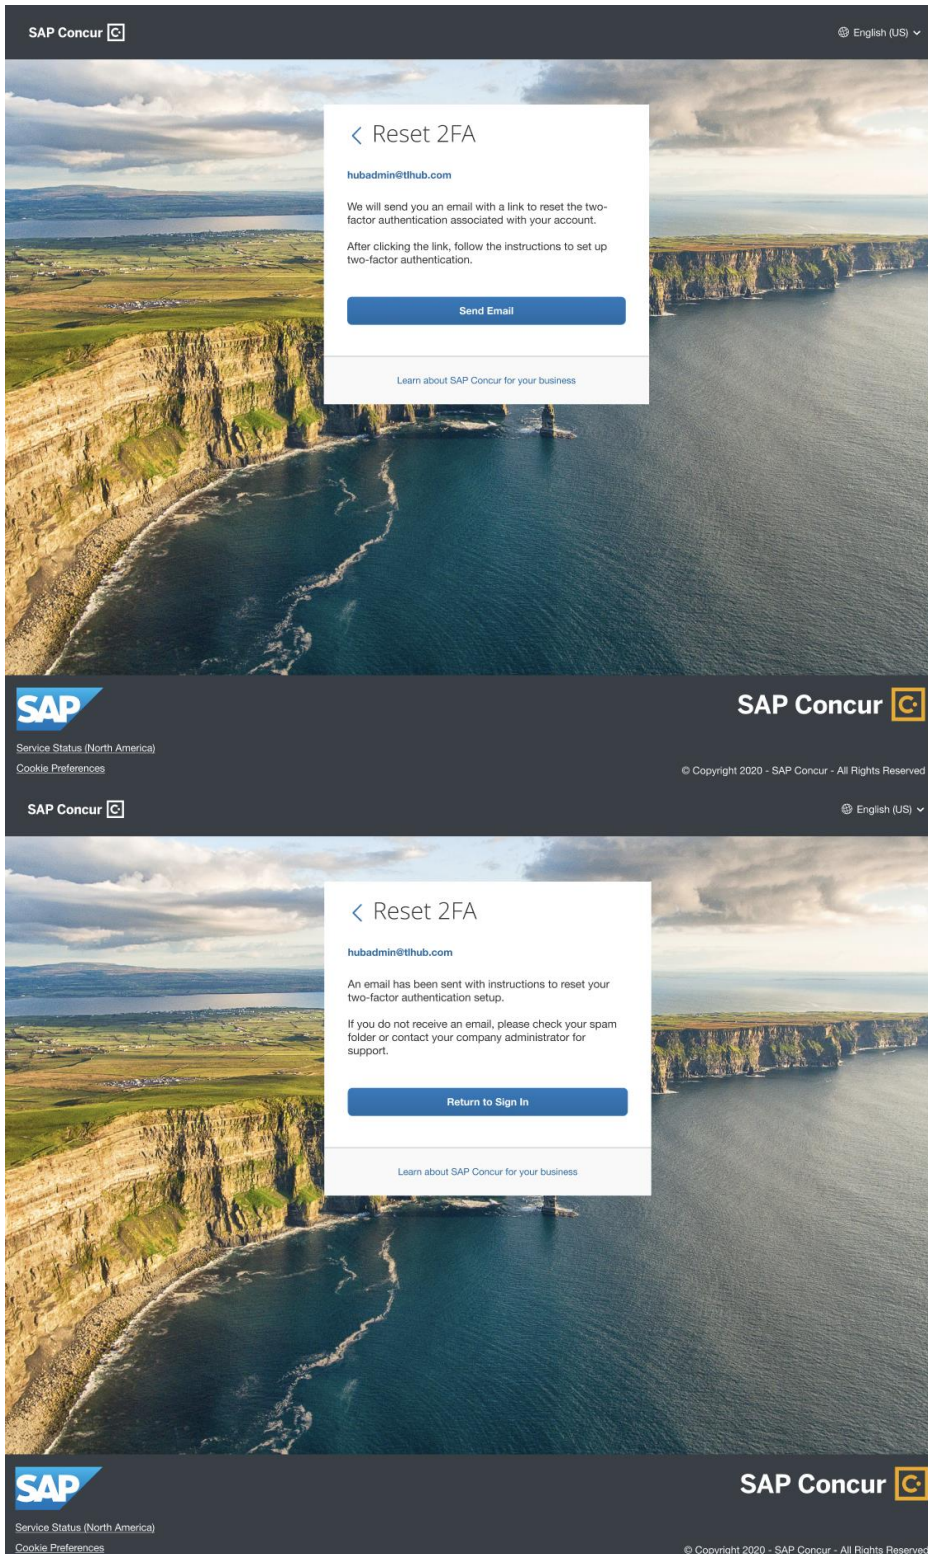 SAP Concur C
English (US)
Reset 2FA
hubadmin@tlhub.com
We will send you an email with a link to reset the two-
factor authentication associated with your account.
After clicking the link, follow the instructions to set up
two-factor authentication.
Send Email
Learn about SAP Concur for your business
SAP
SAP Concur C
Service Status (North America)
Cookie Preferences
© Copyright 2020 - SAP Concur - All Rights Reserved
SAP Concur C
English (US)
Reset 2FA
hubadmin@tlhub.com
An email has been sent with instructions to reset your
two-factor authentication setup.
If you do not receive an email, please check your spam
folder or contact your company administrator for
support.
Return to Sign In
Learn about SAP Concur for your business
SAP
SAP Concur C
Service Status (North America)
Cookie Preferences
© Copyright 2020 - SAP Concur - All Rights Reserved